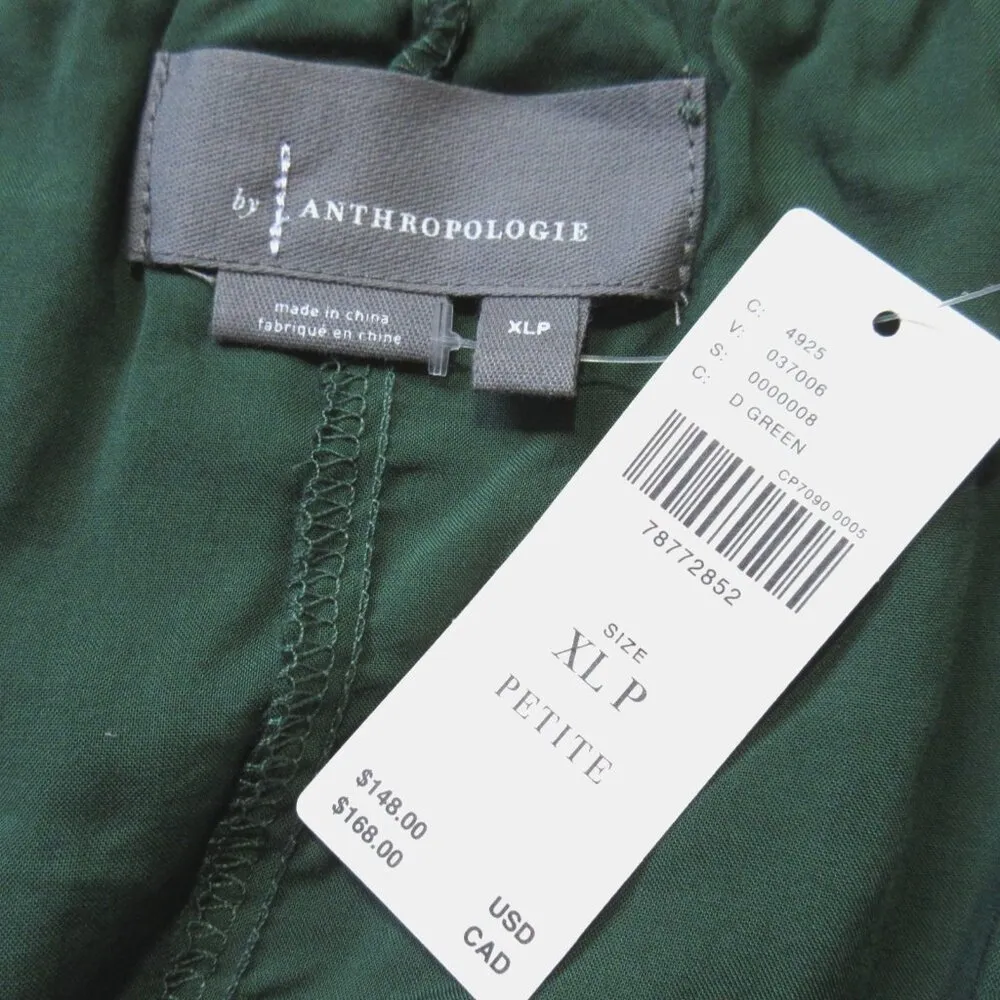 by ANTHROPOLOGIE
made in china
fabriqué en chine
XLP
C: 4925
V: 037006
S: 0000008
C: D GREEN
CP7090 0005
78772852
SIZE
XL P
PETITE
$148.00 USD
$168.00 CAD